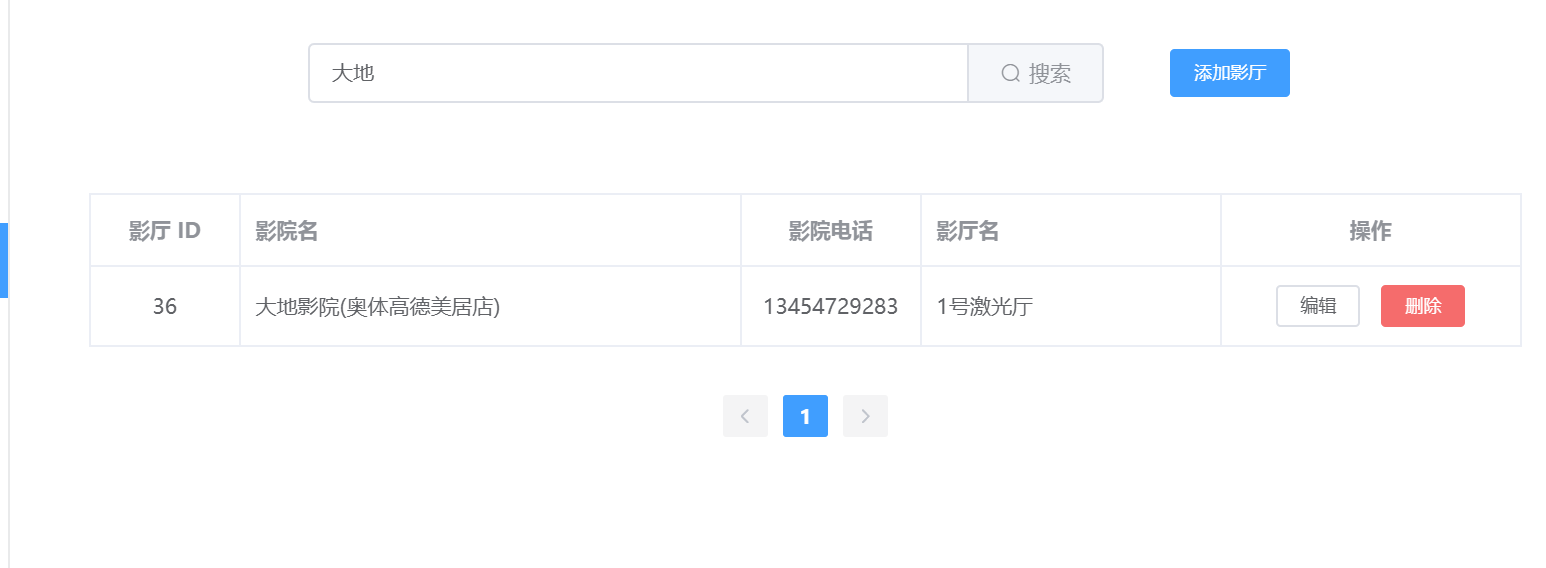 大地
搜索
添加影厅
影厅 ID
影院名
影院电话
影厅名
操作
36
大地影院(奥体高德美居店)
13454729283
1号激光厅
编辑
删除
1